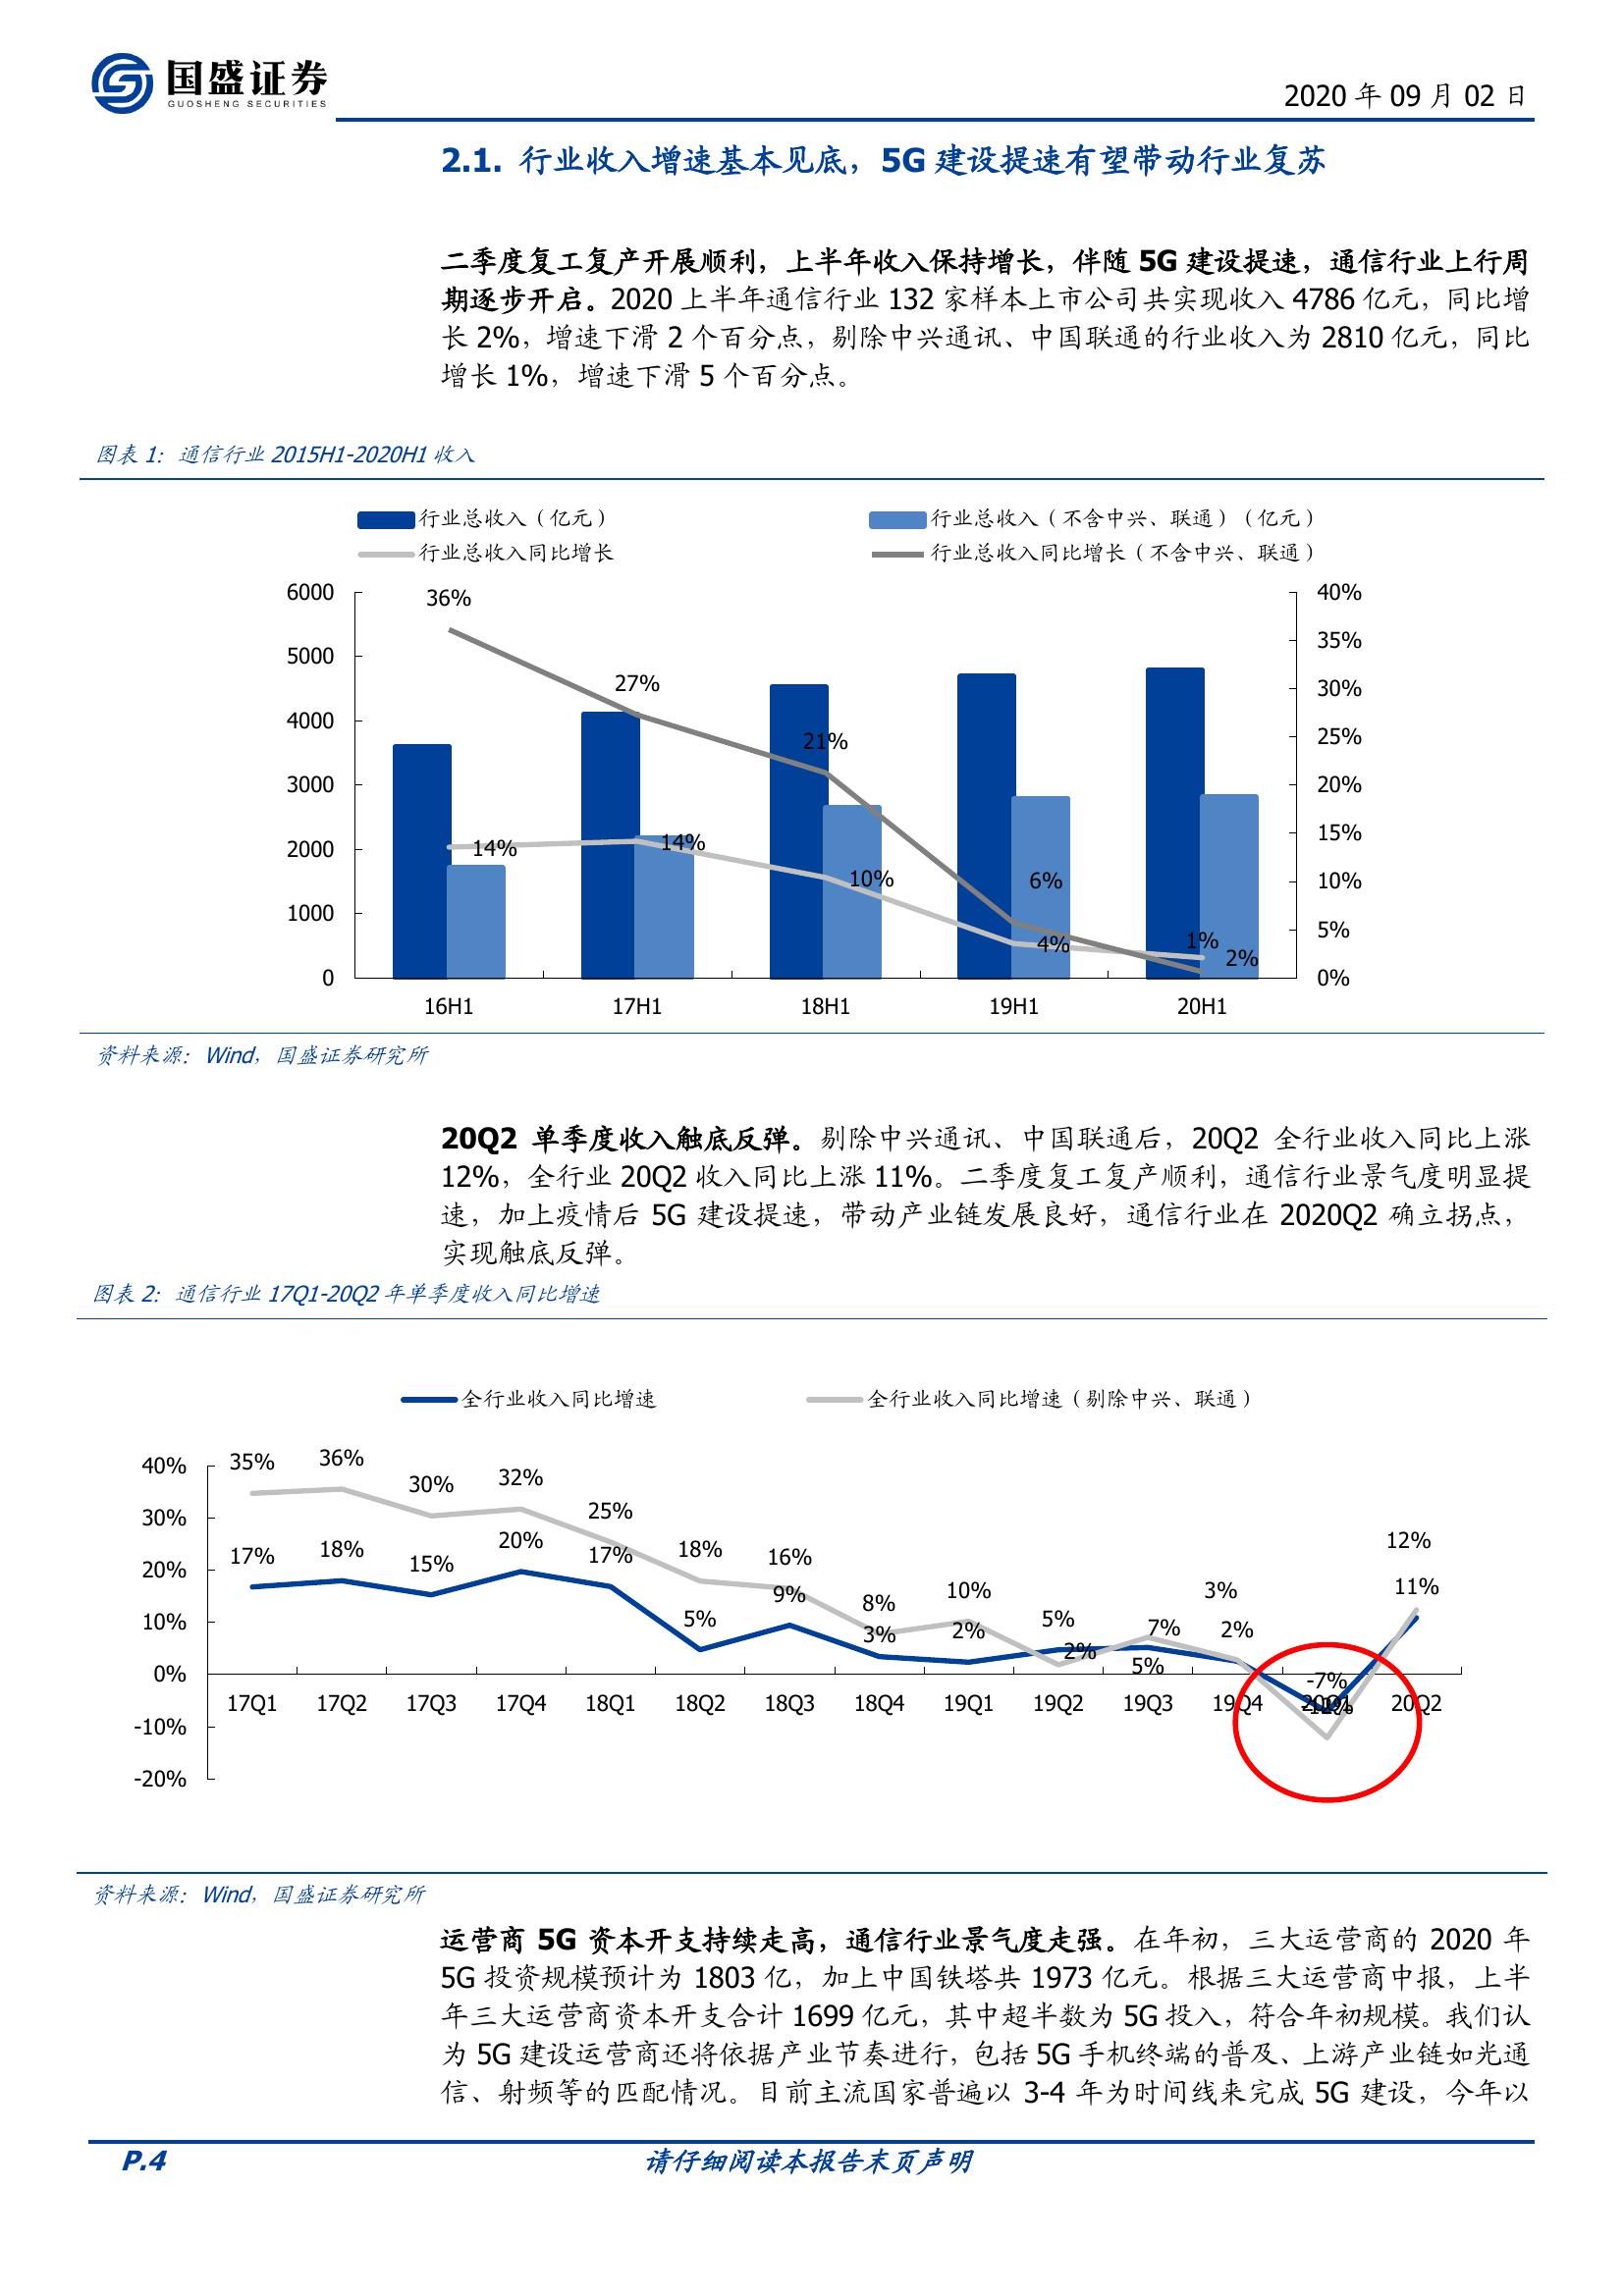 国盛证券
GUOSHENG SECURITIES
2020 年 09 月 02 日
2.1. 行业收入增速基本见底，5G 建设提速有望带动行业复苏
二季度复工复产开展顺利，上半年收入保持增长，伴随 5G 建设提速，通信行业上行周
期逐步开启。2020 上半年通信行业 132 家样本上市公司共实现收入 4786 亿元，同比增
长 2%，增速下滑 2 个百分点，剔除中兴通讯、中国联通的行业收入为 2810 亿元，同比
增长 1%，增速下滑 5 个百分点。
图表 1：通信行业 2015H1-2020H1 收入
行业总收入（亿元） 行业总收入（不含中兴、联通）（亿元）
行业总收入同比增长 行业总收入同比增长（不含中兴、联通）
6000 36% 40%
35%
5000 27% 30%
4000 21% 25%
3000 20%
2000 14% 14% 15%
10% 6% 10%
1000 5%
4% 1% 2%
0 0%
16H1 17H1 18H1 19H1 20H1
资料来源：Wind，国盛证券研究所
20Q2 单季度收入触底反弹。剔除中兴通讯、中国联通后，20Q2 全行业收入同比上涨
12%，全行业 20Q2 收入同比上涨 11%。二季度复工复产顺利，通信行业景气度明显提
速，加上疫情后 5G 建设提速，带动产业链发展良好，通信行业在 2020Q2 确立拐点，
实现触底反弹。
图表 2：通信行业 17Q1-20Q2 年单季度收入同比增速
全行业收入同比增速 全行业收入同比增速（剔除中兴、联通）
40% 35% 36% 30% 32%
30% 25%
20% 17% 18% 15% 20% 17% 18% 16% 12%
10% 5% 9% 8% 3% 10% 2% 5% 2% 7% 5% 3% 2% 11%
0% -7%
17Q1 17Q2 17Q3 17Q4 18Q1 18Q2 18Q3 18Q4 19Q1 19Q2 19Q3 19Q4 20Q1 20Q2
-12%
-10%
-20%
资料来源：Wind，国盛证券研究所
运营商 5G 资本开支持续走高，通信行业景气度走强。在年初，三大运营商的 2020 年
5G 投资规模预计为 1803 亿，加上中国铁塔共 1973 亿元。根据三大运营商中报，上半
年三大运营商资本开支合计 1699 亿元，其中超半数为 5G 投入，符合年初规模。我们认
为 5G 建设运营商还将依据产业节奏进行，包括 5G 手机终端的普及、上游产业链如光通
信、射频等的匹配情况。目前主流国家普遍以 3-4 年为时间线来完成 5G 建设，今年以
P.4 请仔细阅读本报告末页声明